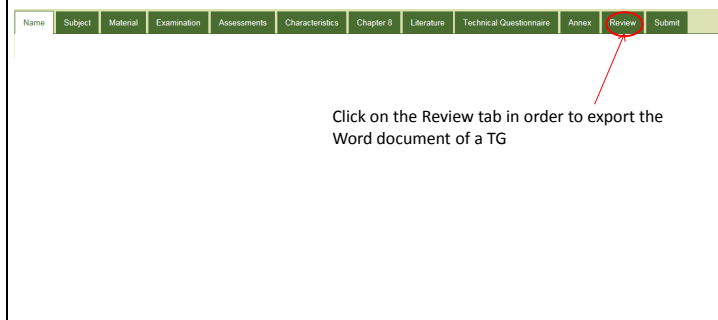 Name Subject Material Examination Assessments Characteristics Chapter 8 Literature Technical Questionnaire Annex Review Submit
Click on the Review tab in order to export the
Word document of a TG